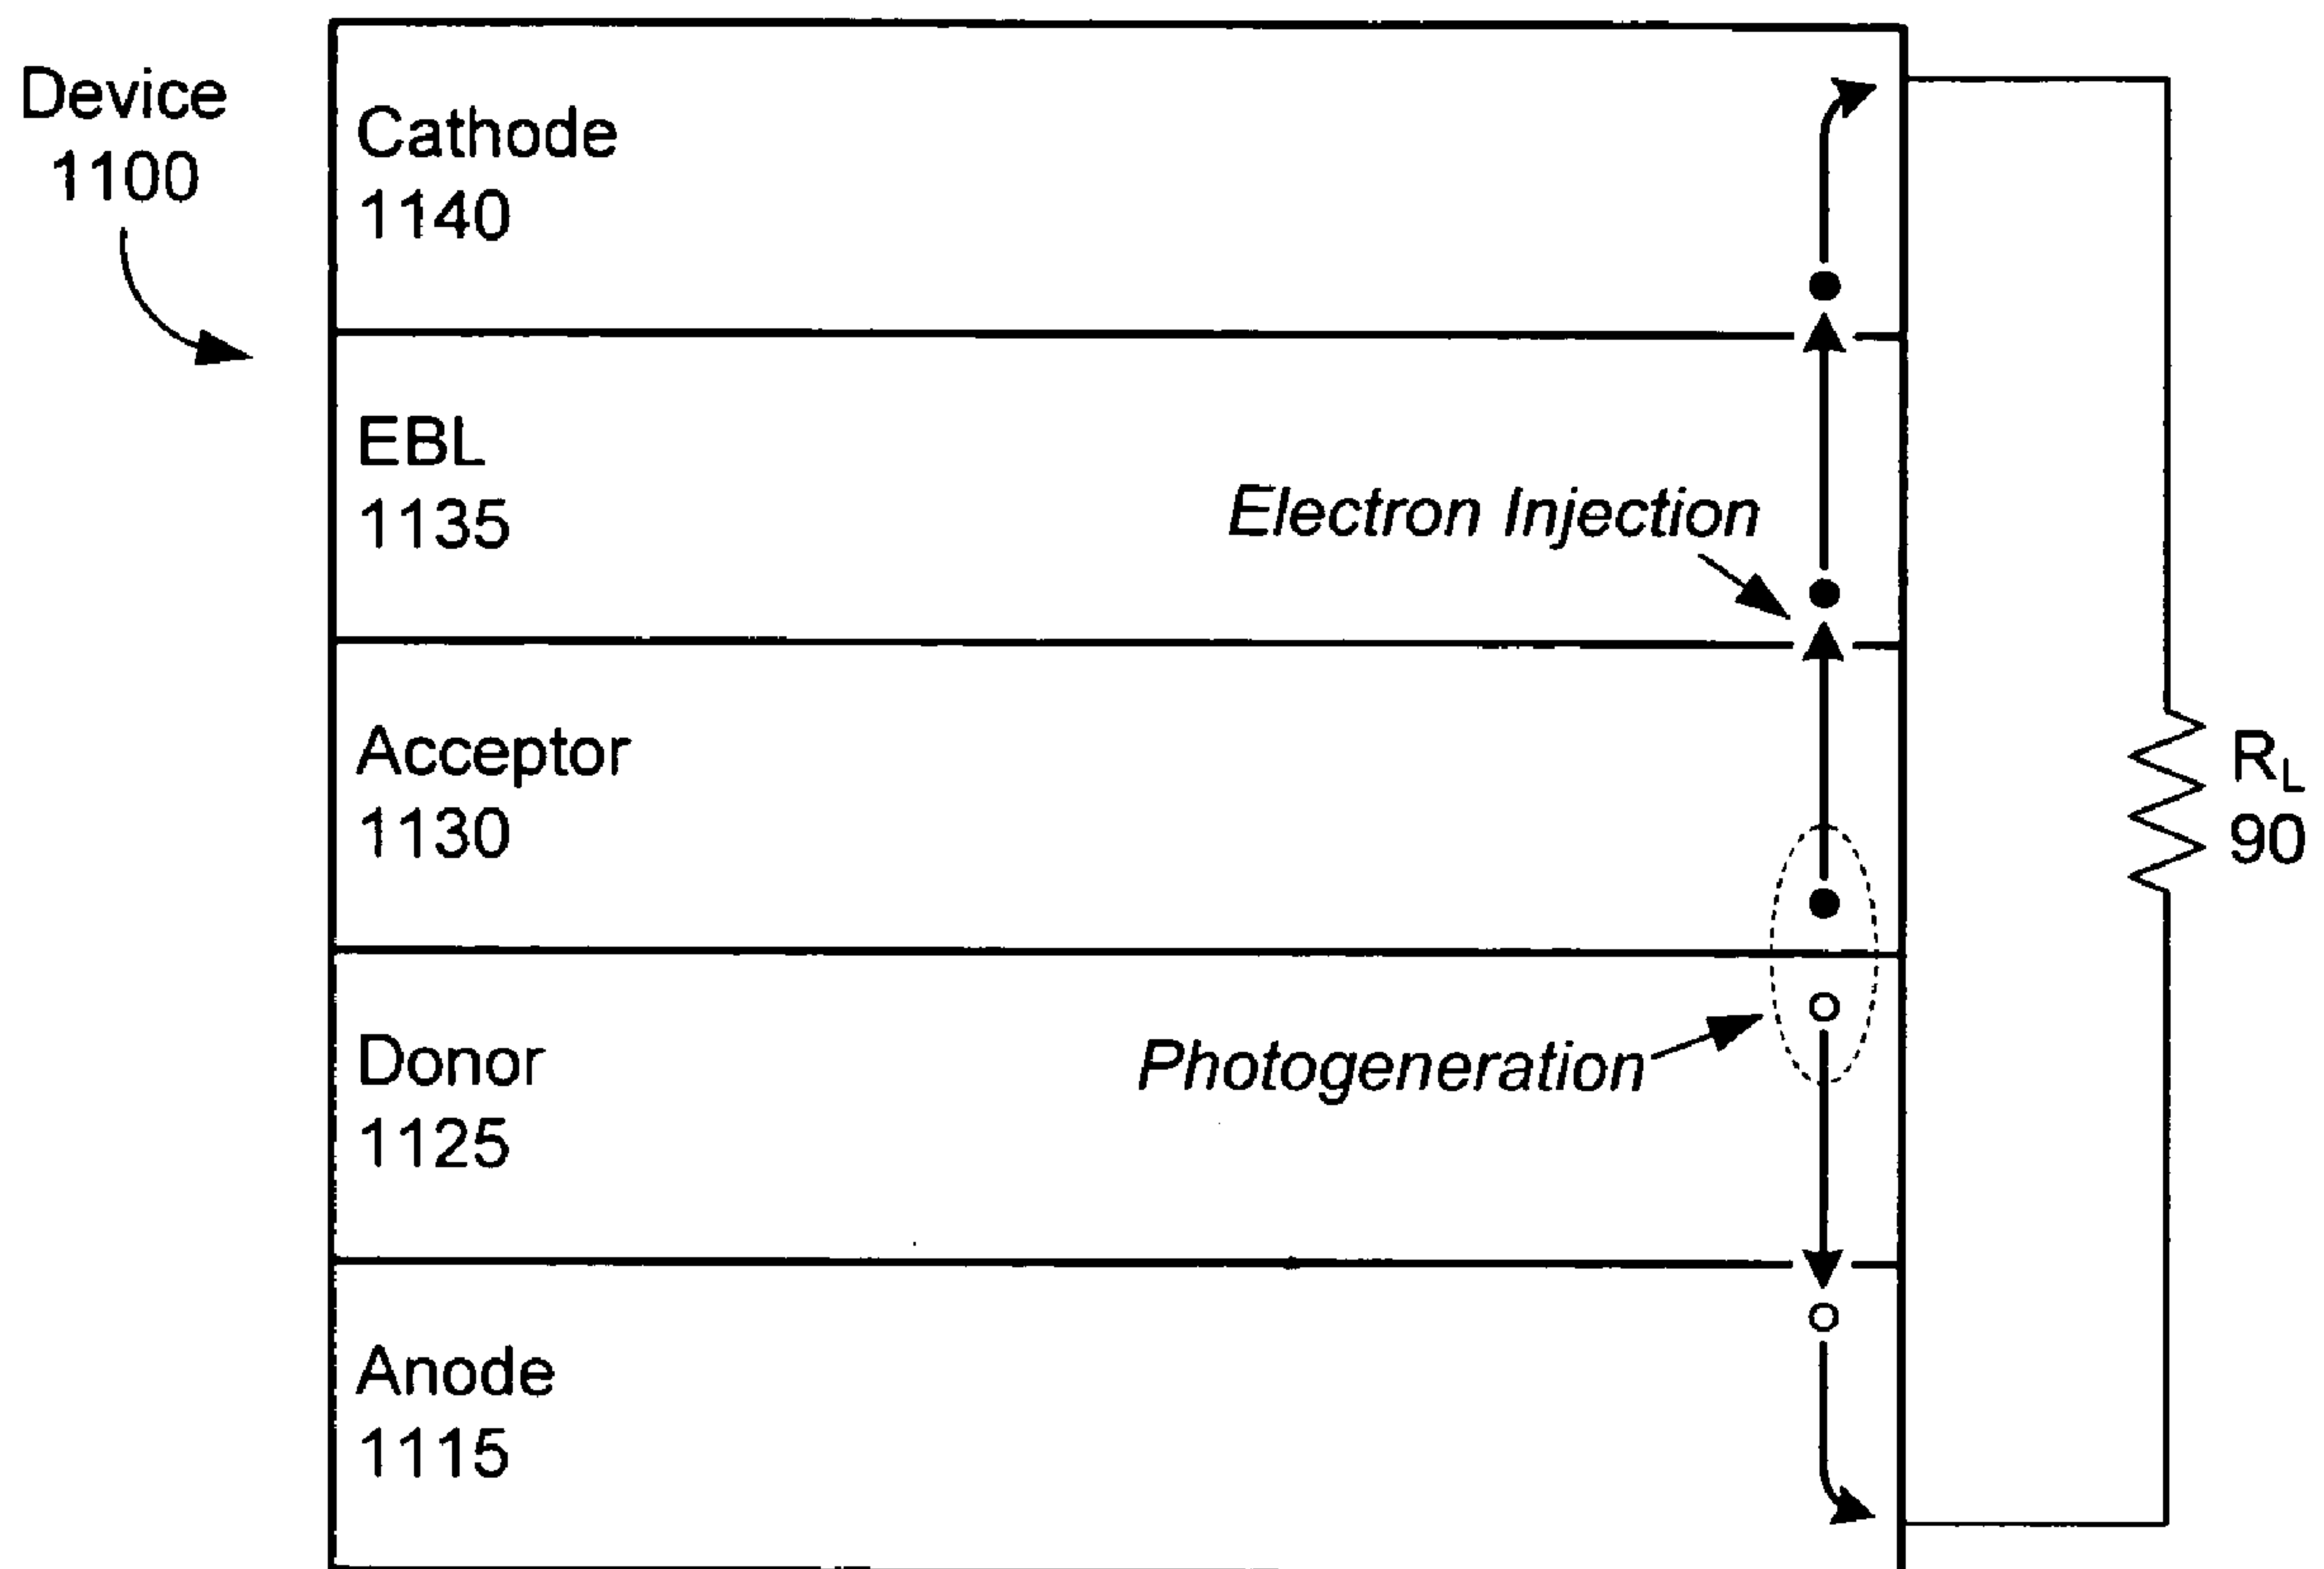 Device
1100
Cathode
1140
EBL
1135
Electron Injection
Acceptor
1130
R_L
90
Donor
1125
Photogeneration
Anode
1115